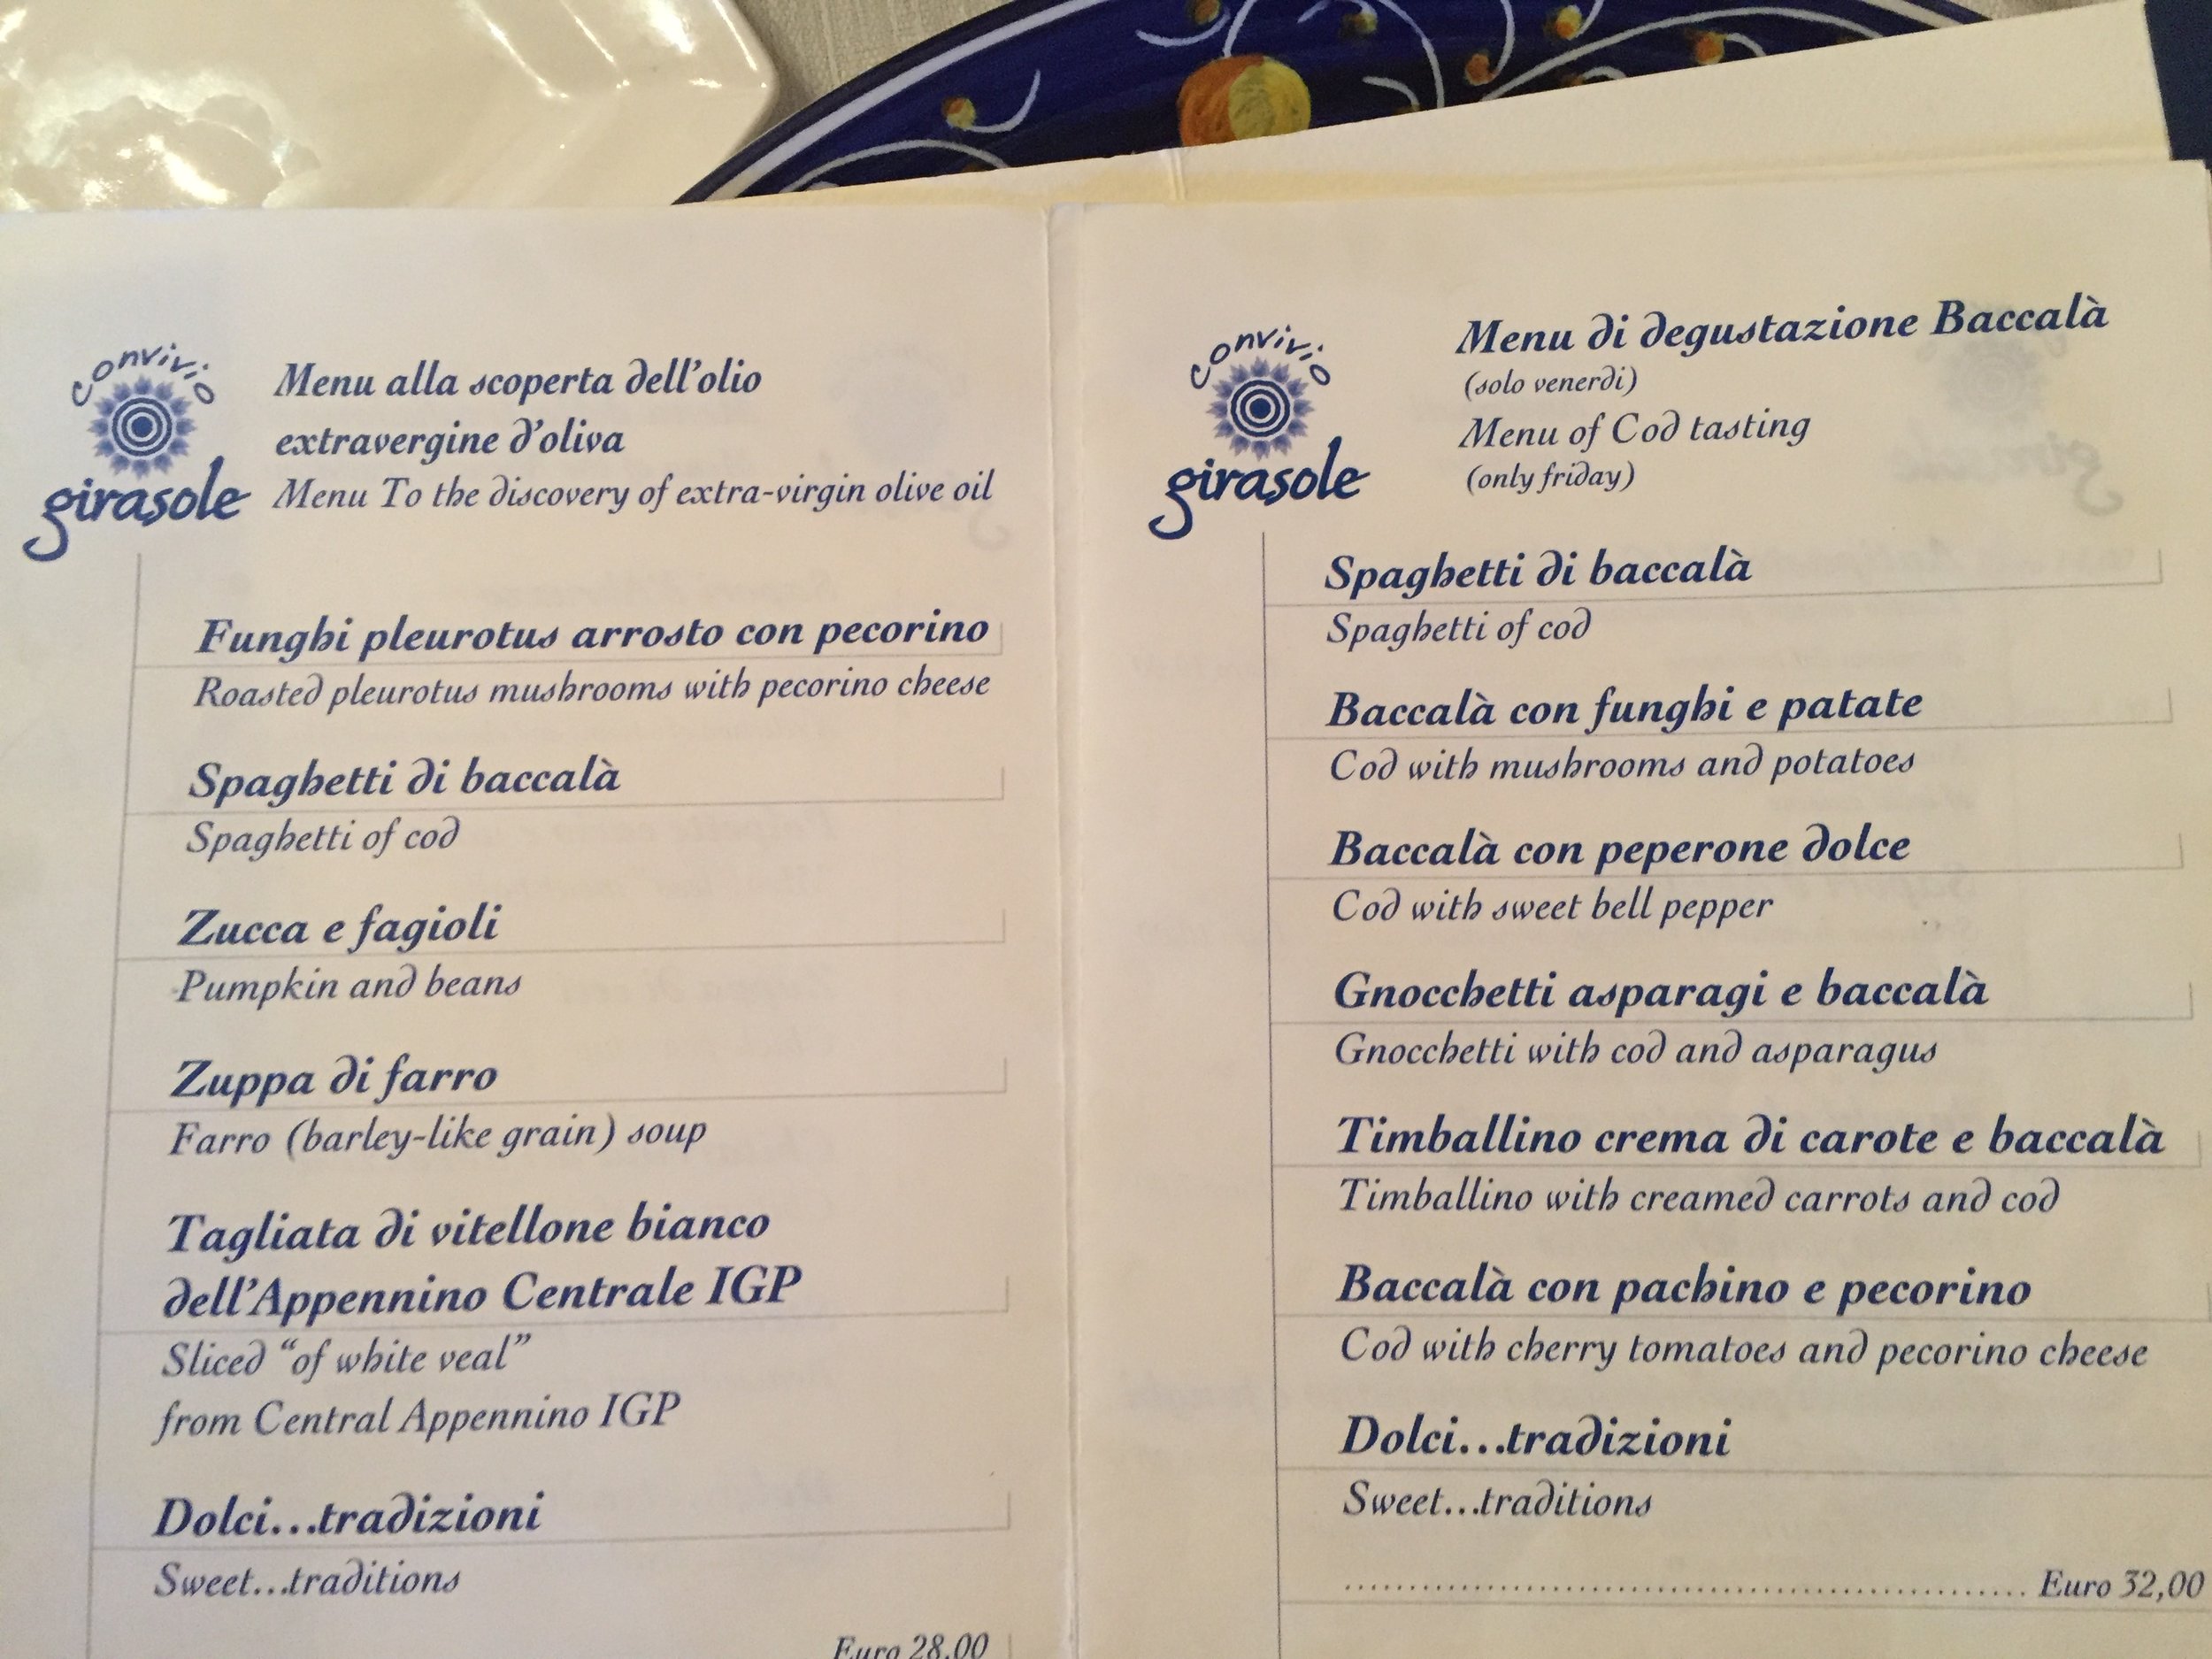 convivio
girasole
Menu alla scoperta dell'olio
extravergine d'oliva
Menu To the discovery of extra-virgin olive oil
Funghi pleurotus arrosto con pecorino
Roasted pleurotus mushrooms with pecorino cheese
Spaghetti di baccalà
Spaghetti of cod
Zucca e fagioli
Pumpkin and beans
Zuppa di farro
Farro (barley-like grain) soup
Tagliata di vitellone bianco
dell'Appennino Centrale IGP
Sliced “of white veal”
from Central Appennino IGP
Dolci...tradizioni
Sweet...traditions
Euro 28,00
convivio
girasole
Menu di degustazione Baccalà
(solo venerdi)
Menu of Cod tasting
(only friday)
Spaghetti di baccalà
Spaghetti of cod
Baccalà con funghi e patate
Cod with mushrooms and potatoes
Baccalà con peperone dolce
Cod with sweet bell pepper
Gnocchetti asparagi e baccalà
Gnocchetti with cod and asparagus
Timballino crema di carote e baccalà
Timballino with creamed carrots and cod
Baccalà con pachino e pecorino
Cod with cherry tomatoes and pecorino cheese
Dolci...tradizioni
Sweet...traditions
..................................................... Euro 32,00